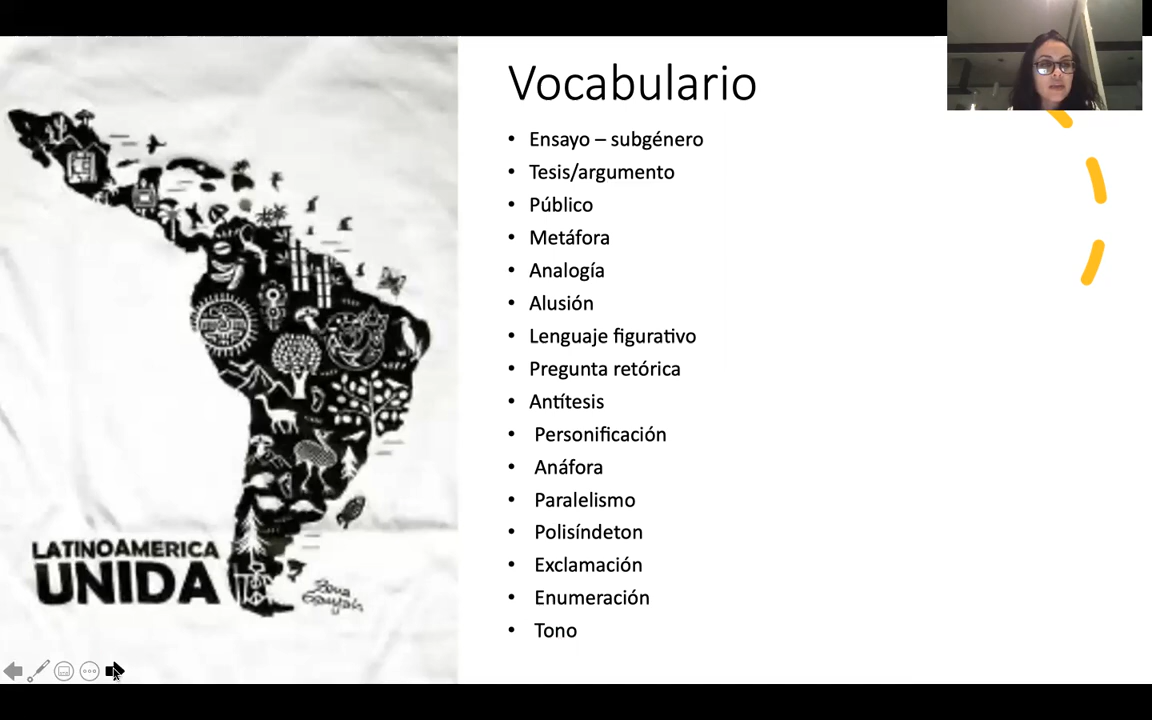 Vocabulario
• Ensayo – subgénero
• Tesis/argumento
• Público
• Metáfora
• Analogía
• Alusión
• Lenguaje figurativo
• Pregunta retórica
• Antítesis
• Personificación
• Anáfora
• Paralelismo
• Polisíndeton
• Exclamación
• Enumeración
• Tono
LATINOAMERICA
UNIDA